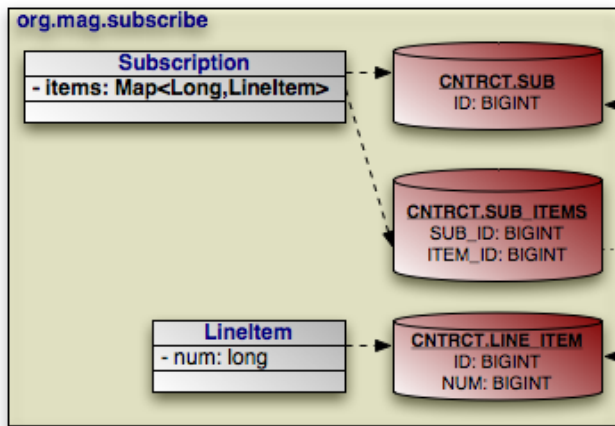 org.mag.subscribe
Subscription
- items: Map<Long,LineItem>
CNTRCT.SUB
ID: BIGINT
CNTRCT.SUB_ITEMS
SUB_ID: BIGINT
ITEM_ID: BIGINT
LineItem
- num: long
CNTRCT.LINE_ITEM
ID: BIGINT
NUM: BIGINT